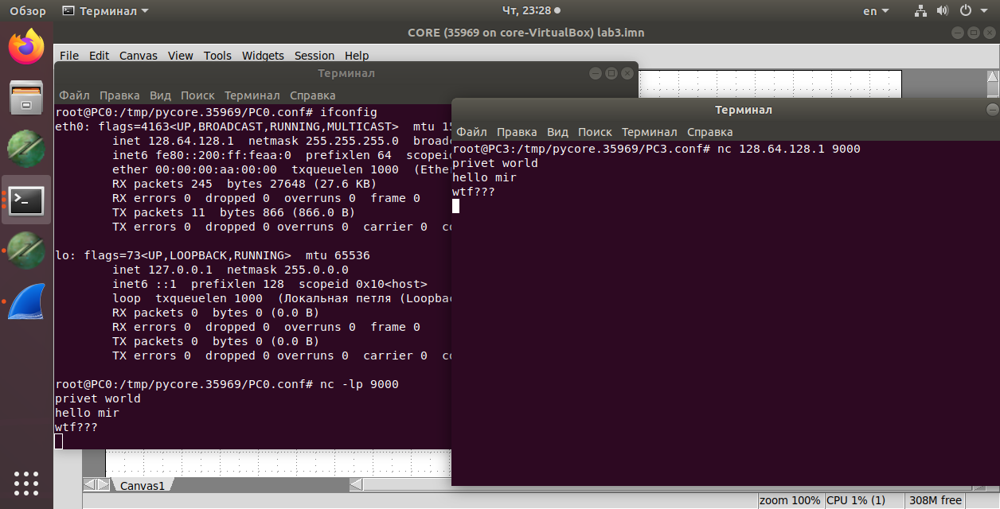 Обзор Терминал Чт, 23:28 en
CORE (35969 on core-VirtualBox) lab3.imn
File Edit Canvas View Tools Widgets Session Help
Терминал
Файл Правка Вид Поиск Терминал Справка
root@PC0:/tmp/pycore.35969/PC0.conf# ifconfig
eth0: flags=4163<UP,BROADCAST,RUNNING,MULTICAST>  mtu 15
        inet 128.64.128.1  netmask 255.255.255.0  broad
        inet6 fe80::200:ff:feaa:0  prefixlen 64  scopeid
        ether 00:00:00:aa:00:00  txqueuelen 1000  (Ethe
        RX packets 245  bytes 27648 (27.6 KB)
        RX errors 0  dropped 0  overruns 0  frame 0
        TX packets 11  bytes 866 (866.0 B)
        TX errors 0  dropped 0 overruns 0  carrier 0  co
lo: flags=73<UP,LOOPBACK,RUNNING>  mtu 65536
        inet 127.0.0.1  netmask 255.0.0.0
        inet6 ::1  prefixlen 128  scopeid 0x10<host>
        loop  txqueuelen 1000  (Локальная петля (Loopba
        RX packets 0  bytes 0 (0.0 B)
        RX errors 0  dropped 0  overruns 0  frame 0
        TX packets 0  bytes 0 (0.0 B)
        TX errors 0  dropped 0 overruns 0  carrier 0  co
root@PC0:/tmp/pycore.35969/PC0.conf# nc -lp 9000
privet world
hello mir
wtf???
Терминал
Файл Правка Вид Поиск Терминал Справка
root@PC3:/tmp/pycore.35969/PC3.conf# nc 128.64.128.1 9000
privet world
hello mir
wtf???
Canvas1
zoom 100% CPU 1% (1) 308M free